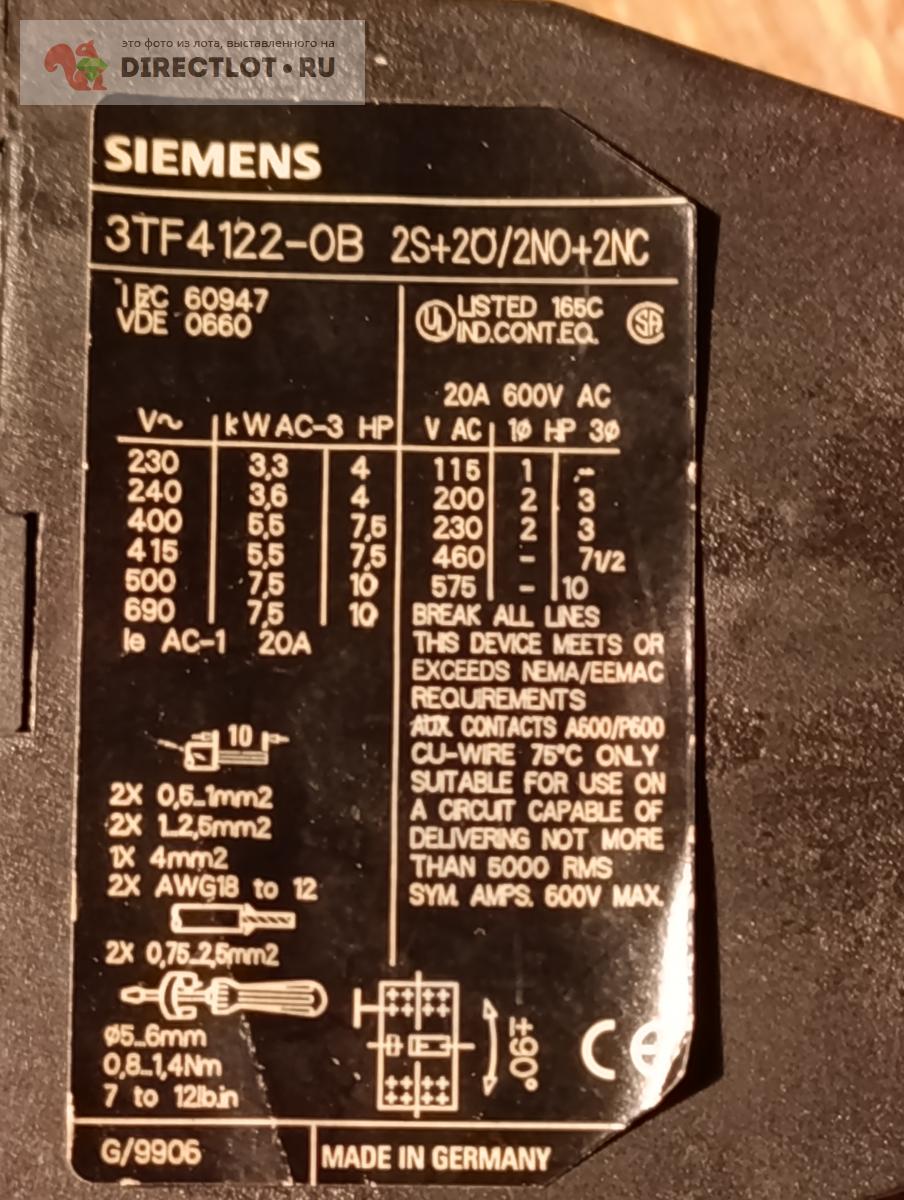 это фото из лота, выставленного на
DIRECTLOT.RU
SIEMENS
3TF4122-0B 2S+2Ö/2NO+2NC
IEC 60947
VDE 0660
UL LISTED 165C
IND.CONT.EQ.
SA
20A 600V AC
V~ kW AC-3 HP
230 3,3 4
240 3,6 4
400 5,5 7,5
415 5,5 7,5
500 7,5 10
690 7,5 10
Ie AC-1 20A
V AC 1Ø HP 3Ø
115 1 -
200 2 3
230 2 3
460 - 71/2
575 - 10
BREAK ALL LINES
THIS DEVICE MEETS OR
EXCEEDS NEMA/EEMAC
REQUIREMENTS
AUX. CONTACTS A600/P600
CU-WIRE 75°C ONLY
SUITABLE FOR USE ON
A CIRCUIT CAPABLE OF
DELIVERING NOT MORE
THAN 5000 RMS
SYM. AMPS. 600V MAX.
10
2X 0,5...1mm2
2X 1...2,5mm2
1X 4mm2
2X AWG18 to 12
2X 0,75...2,5mm2
Ø5...6mm
0,8...1,4Nm
7 to 12lb.in
±90°
CE
G/9906
MADE IN GERMANY